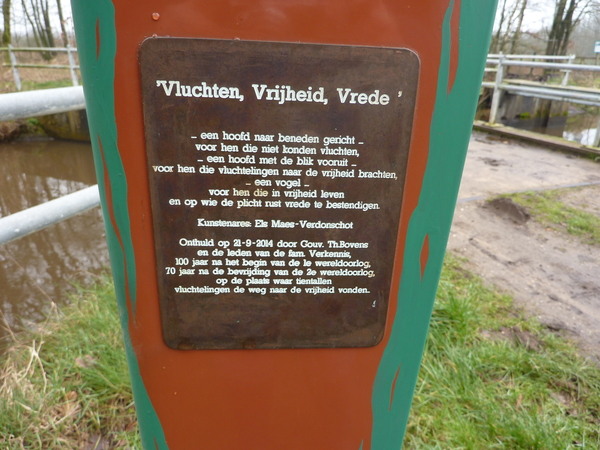 'Vluchten, Vrijheid, Vrede'
– een hoofd naar beneden gericht –
voor hen die niet konden vluchten,
– een hoofd met de blik vooruit –
voor hen die vluchtelingen naar de vrijheid brachten,
– een vogel –
voor hen die in vrijheid leven
en op wie de plicht rust vrede te bestendigen.
Kunstenares: Els Maes-Verdonschot
Onthuld op 21-9-2014 door Gouv. Th.Bovens
en de leden van de fam. Verkennis,
100 jaar na het begin van de 1e wereldoorlog,
70 jaar na de bevrijding van de 2e wereldoorlog,
op de plaats waar tientallen
vluchtelingen de weg naar de vrijheid vonden.